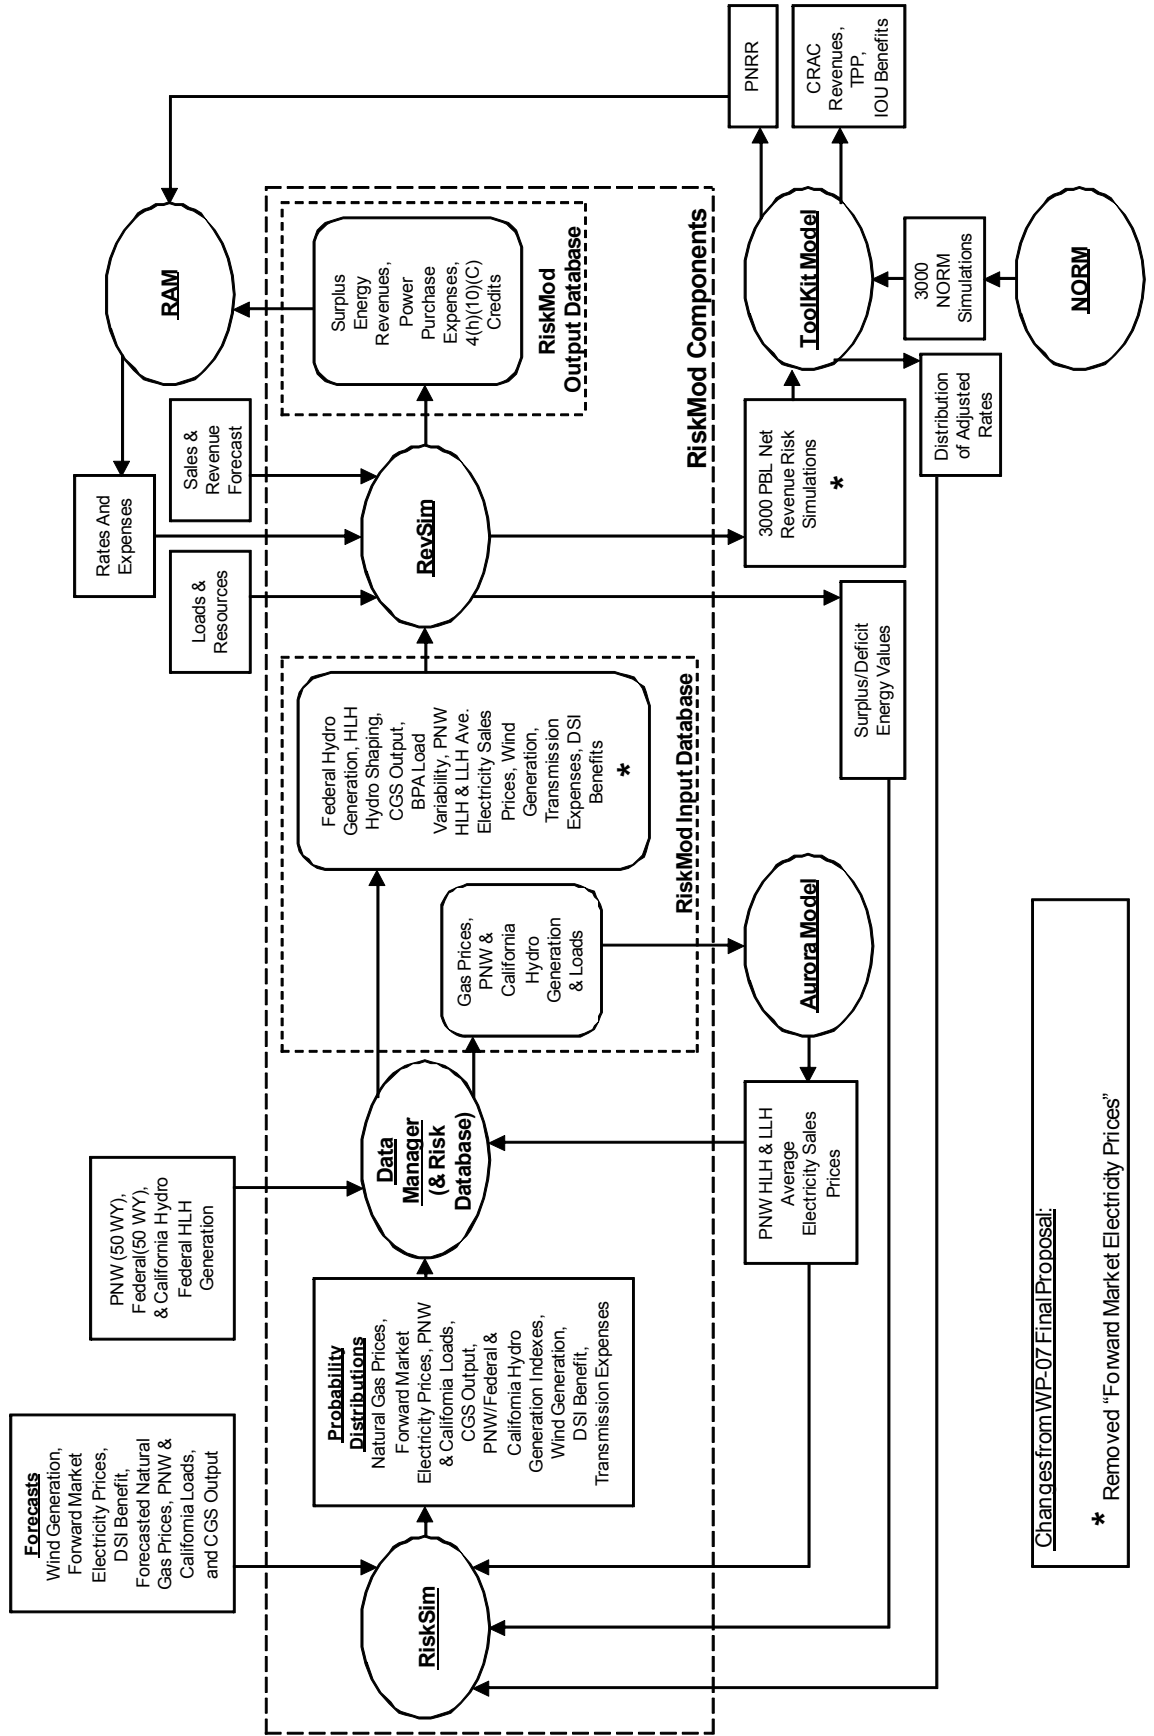 Forecasts
Wind Generation,
Forward Market
Electricity Prices,
DSI Benefit,
Forecasted Natural
Gas Prices, PNW &
California Loads,
and CGS Output
PNW (50 WY),
Federal(50 WY),
& California Hydro
Federal HLH
Generation
Loads &
Resources
Rates And
Expenses
Sales &
Revenue
Forecast
RAM
RiskSim
Probability
Distributions
Natural Gas Prices,
Forward Market
Electricity Prices, PNW
& California Loads,
CGS Output,
PNW/Federal &
California Hydro
Generation Indexes,
Wind Generation,
DSI Benefit,
Transmission Expenses
Data
Manager
(& Risk
Database)
Federal Hydro
Generation, HLH
Hydro Shaping,
CGS Output,
BPA Load
Variability, PNW
HLH & LLH Ave.
Electricity Sales
Prices, Wind
Generation,
Transmission
Expenses, DSI
Benefits
*
Gas Prices,
PNW &
California
Hydro
Generation
& Loads
RiskMod Input Database
RevSim
Surplus
Energy
Revenues,
Power
Purchase
Expenses,
4(h)(10)(C)
Credits
RiskMod
Output Database
RiskMod Components
PNW HLH & LLH
Average
Electricity Sales
Prices
Aurora Model
Surplus/Deficit
Energy Values
3000 PBL Net
Revenue Risk
Simulations
*
Distribution
of Adjusted
Rates
ToolKit Model
3000
NORM
Simulations
NORM
PNRR
CRAC
Revenues,
TPP,
IOU Benefits
Changes from WP-07 Final Proposal:
* Removed “Forward Market Electricity Prices”